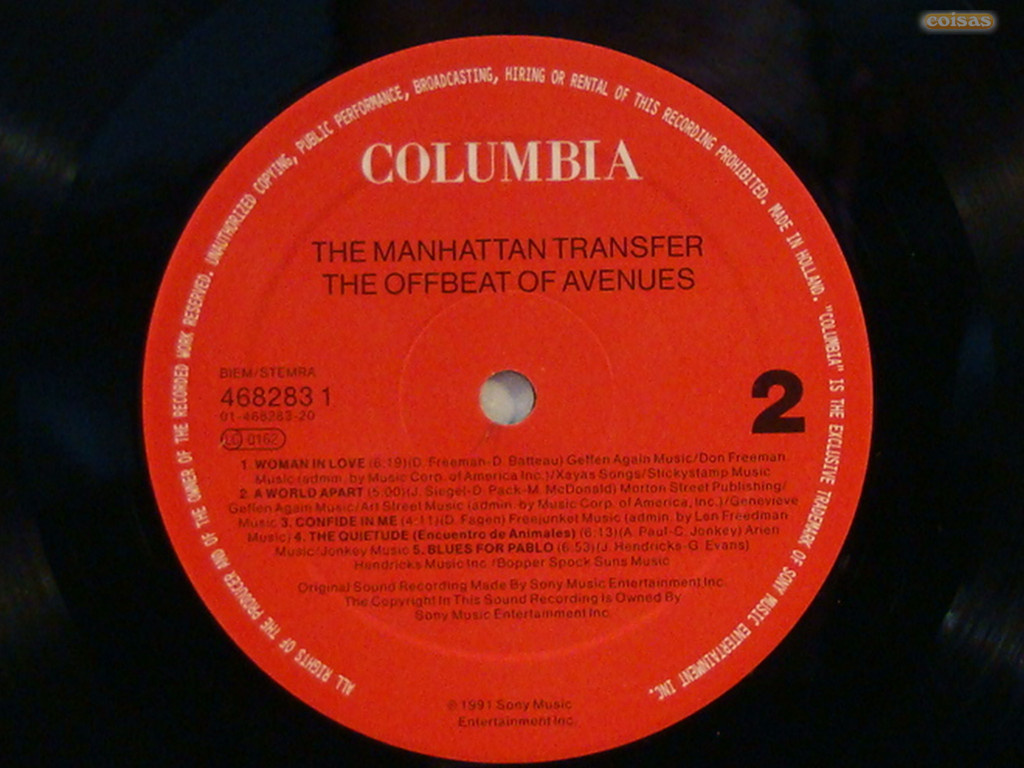 coisas
ALL RIGHTS OF THE PRODUCER AND OF THE OWNER OF THE RECORDED WORK RESERVED. UNAUTHORIZED COPYING, PUBLIC PERFORMANCE, BROADCASTING, HIRING OR RENTAL OF THIS RECORDING PROHIBITED. MADE IN HOLLAND. "COLUMBIA" IS THE EXCLUSIVE TRADEMARK OF SONY MUSIC ENTERTAINMENT INC.
COLUMBIA
THE MANHATTAN TRANSFER
THE OFFBEAT OF AVENUES
BIEM/STEMRA
468283 1
01-468283-20
LC 0162
2
1. WOMAN IN LOVE (6:19)(D. Freeman-D. Batteau) Geffen Again Music/Don Freeman
Music (admin. by Music Corp. of America Inc.)/Xayas Songs/Stickystamp Music
2. A WORLD APART (5:00)(J. Siegel-D. Pack-M. McDonald) Morton Street Publishing/
Geffen Again Music/Art Street Music (admin. by Music Corp. of America, Inc.)/Genevieve
Music 3. CONFIDE IN ME (4:11)(D. Fagen) Freejunket Music (admin. by Len Freedman
Music) 4. THE QUIETUDE (Encuentro de Animales) (6:13)(A. Paul-C. Jonkey) Arien
Music/Jonkey Music 5. BLUES FOR PABLO (6:53)(J. Hendricks-G. Evans)
Hendricks Music Inc./Bopper Spock Suns Music
Original Sound Recording Made By Sony Music Entertainment Inc.
The Copyright In This Sound Recording Is Owned By
Sony Music Entertainment Inc.
℗ 1991 Sony Music
Entertainment Inc.